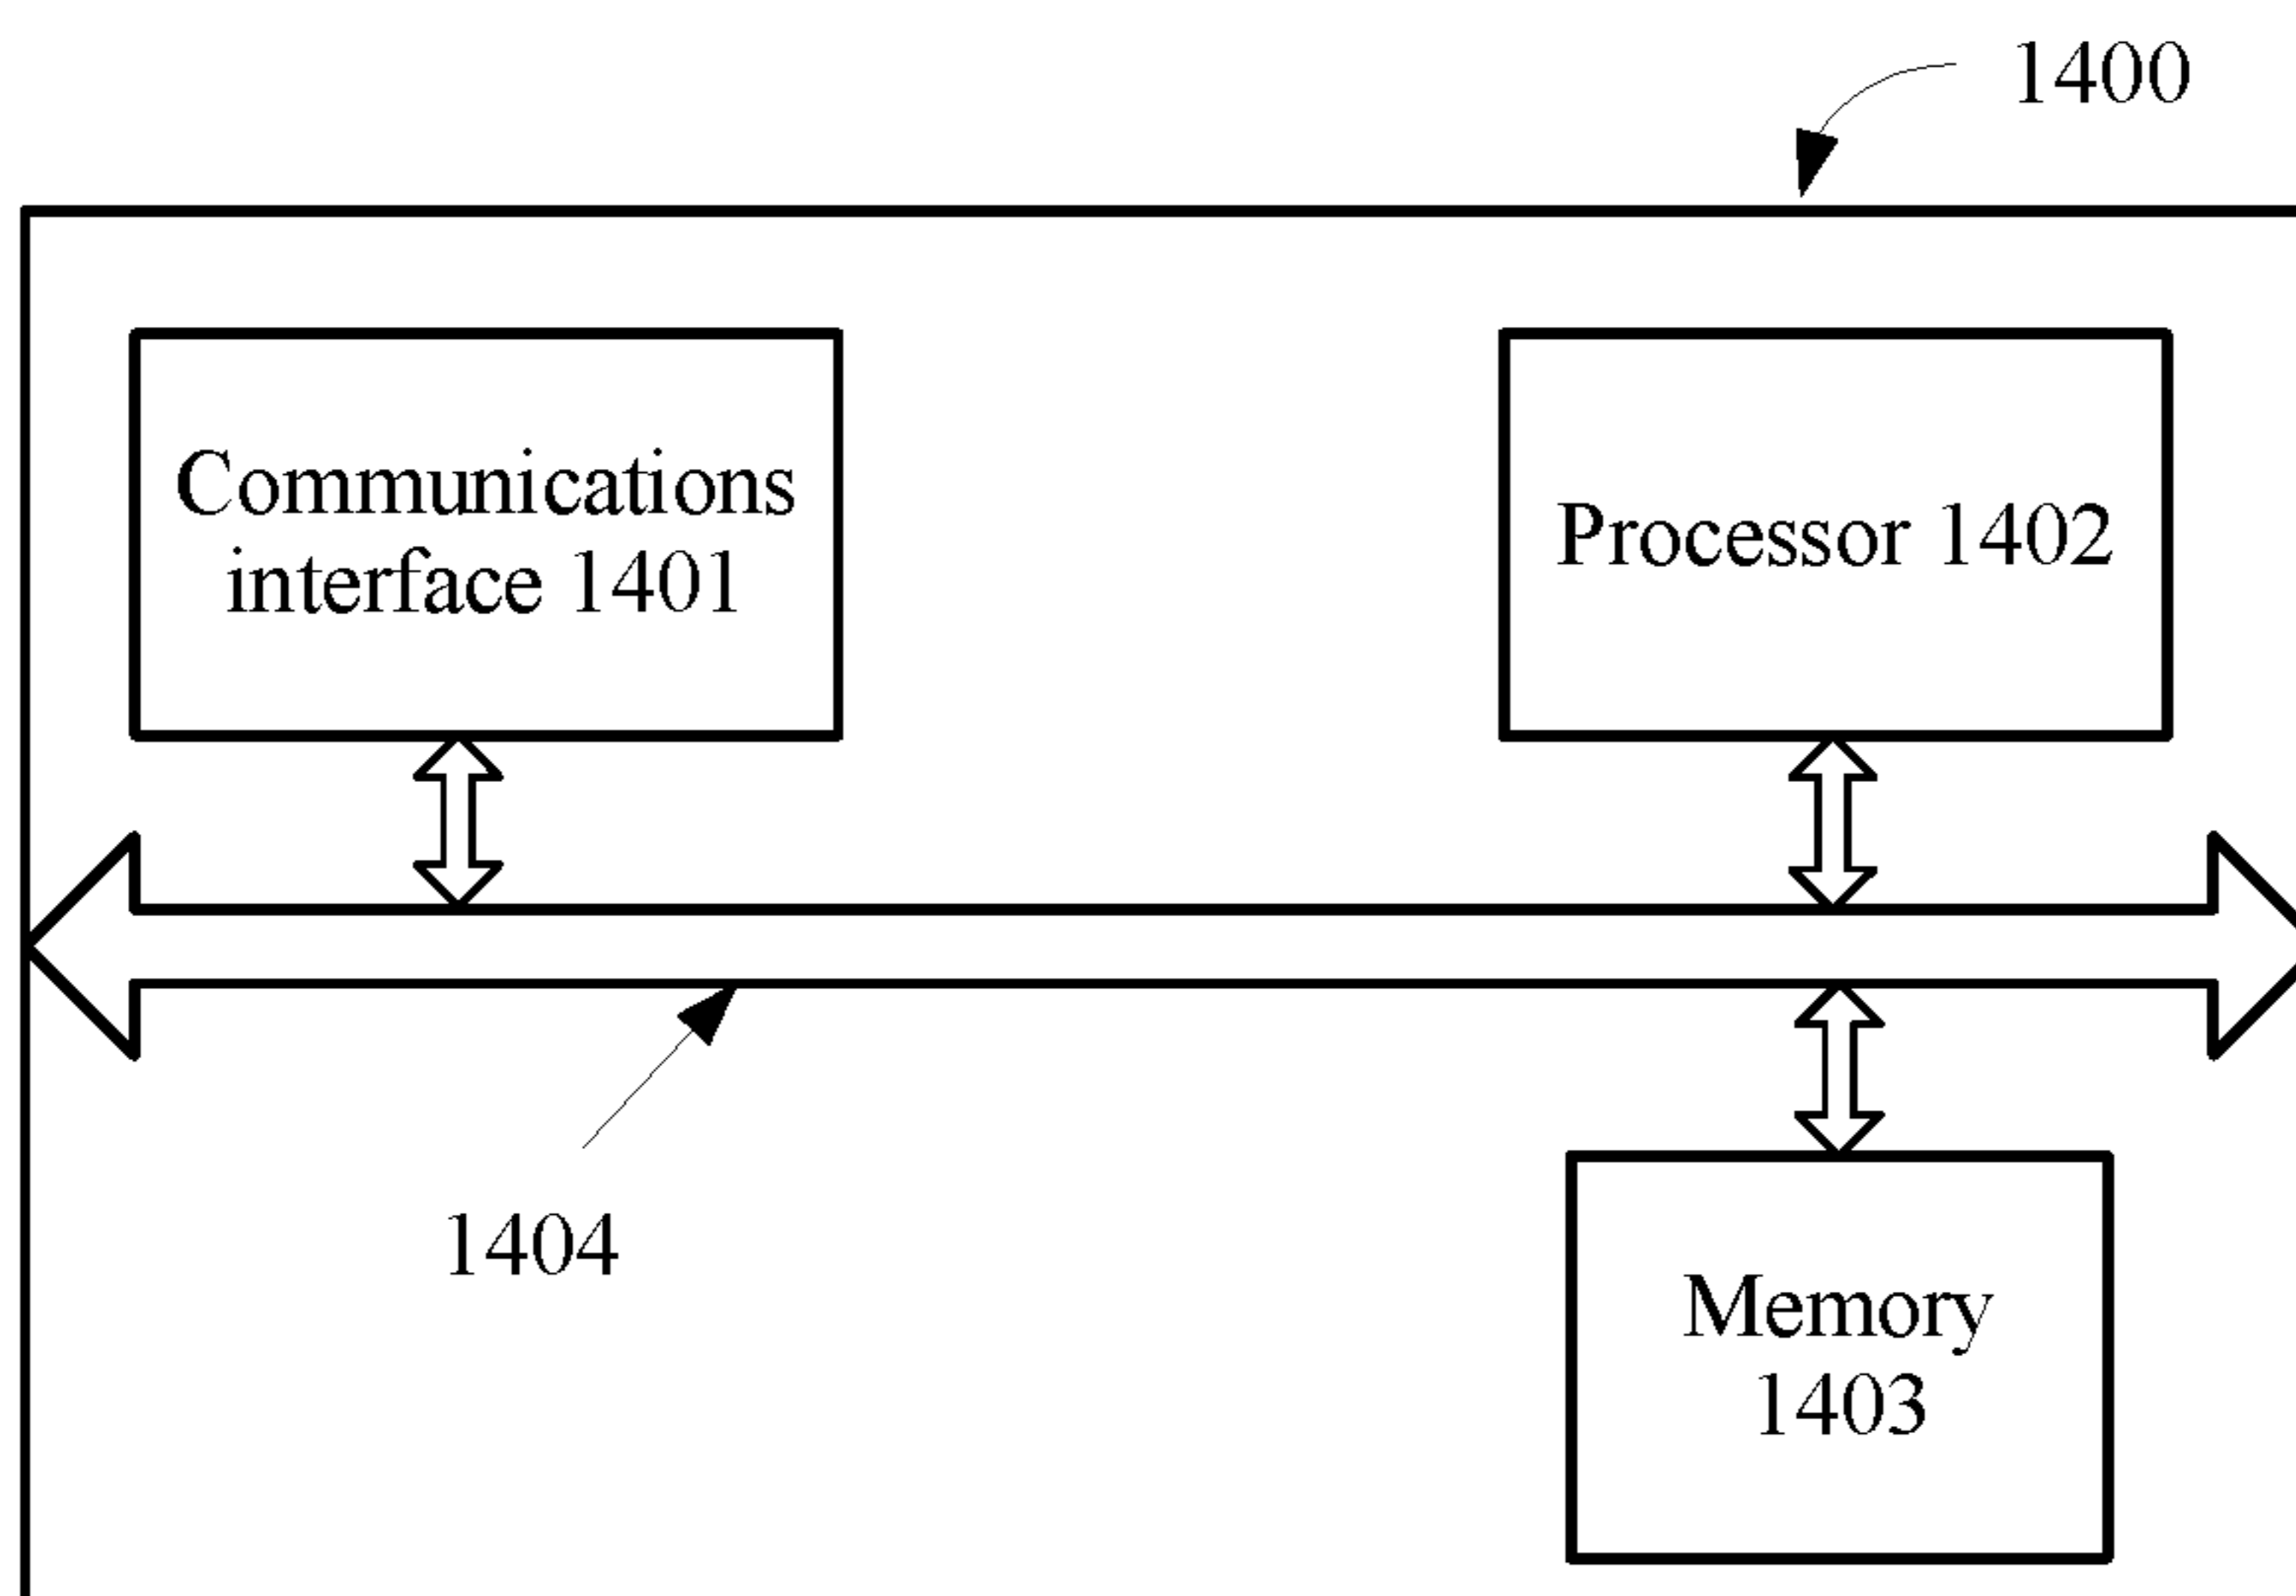 1400
Communications
interface 1401
Processor 1402
1404
Memory
1403